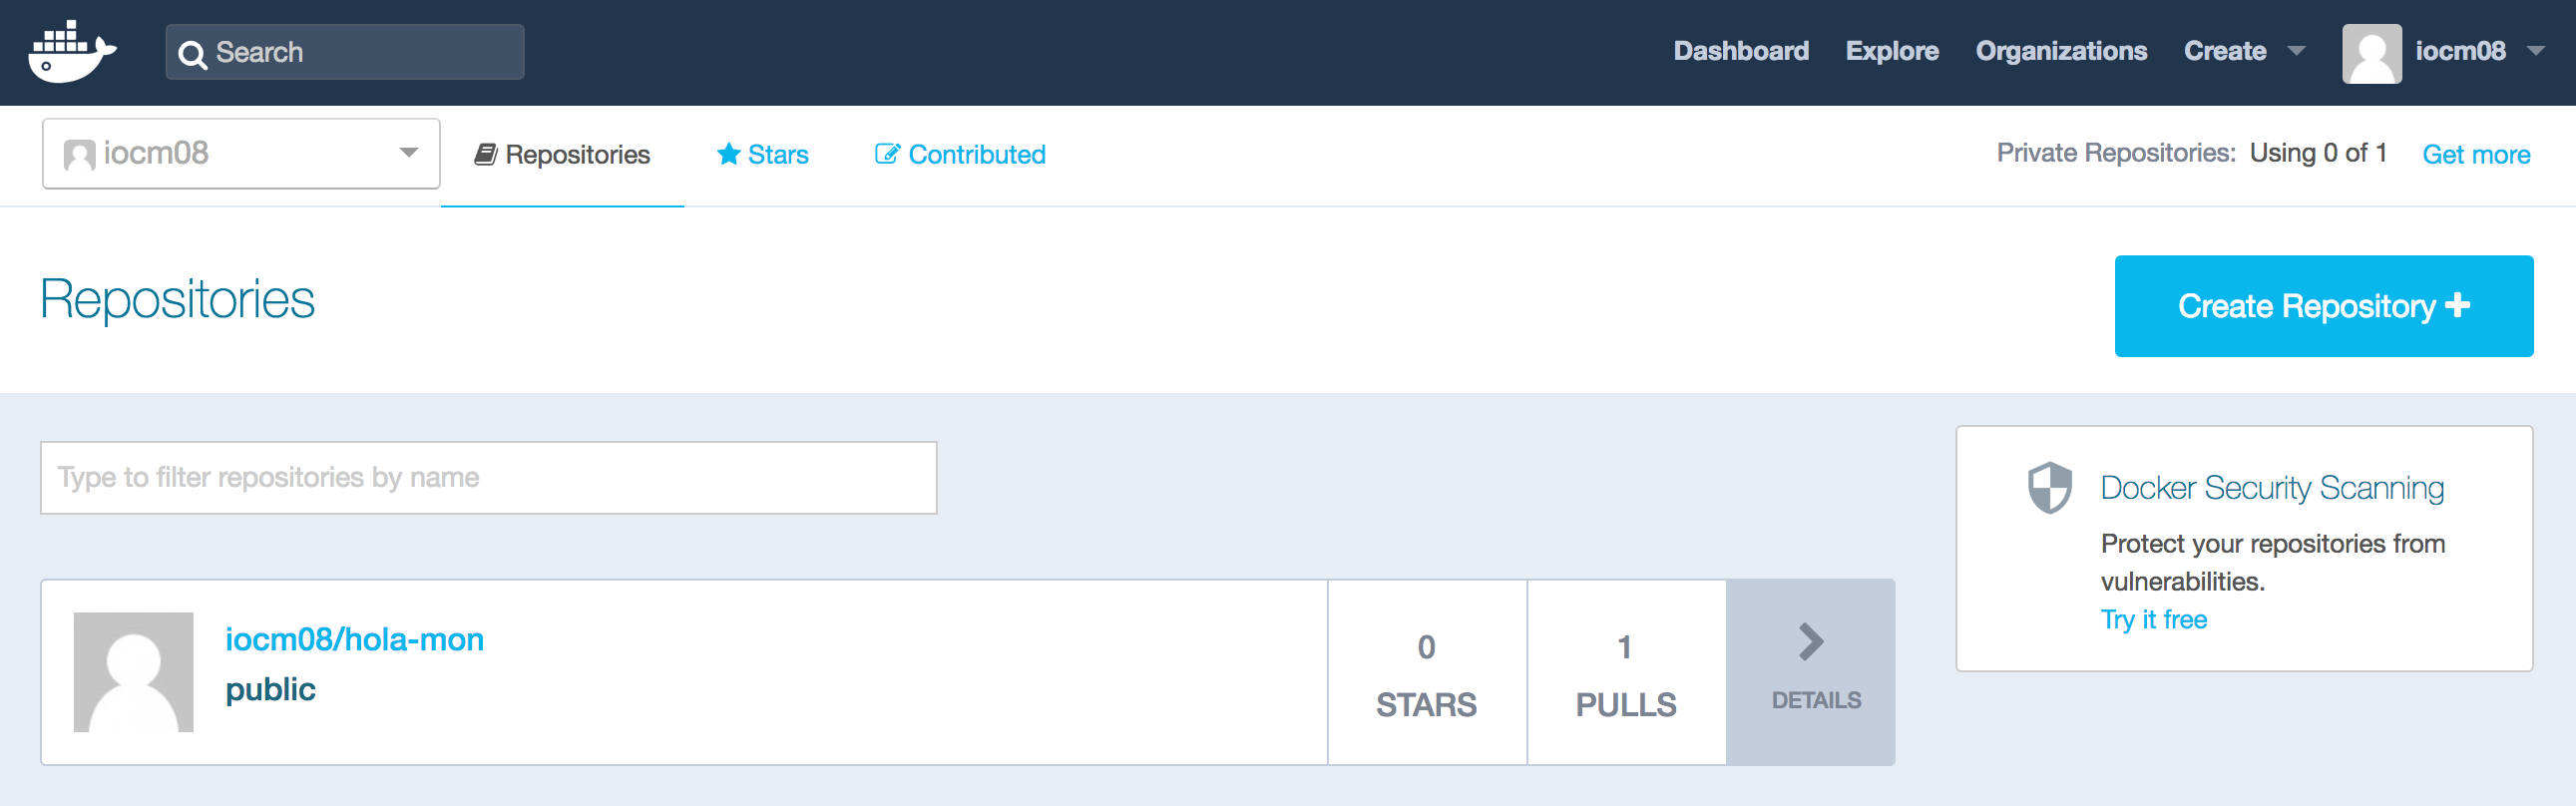 Search
Dashboard Explore Organizations Create iocm08
iocm08 Repositories Stars Contributed Private Repositories: Using 0 of 1 Get more
Repositories
Create Repository
Type to filter repositories by name
Docker Security Scanning
Protect your repositories from
vulnerabilities.
Try it free
iocm08/hola-mon
public
0
STARS
1
PULLS
DETAILS